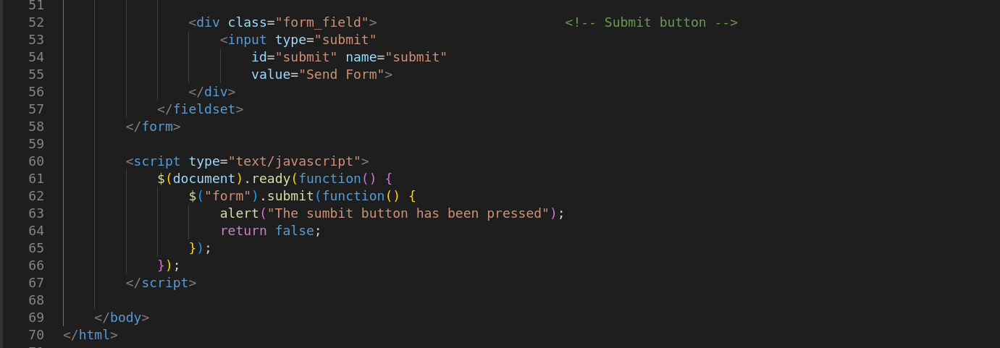 51
52 <div class="form_field"> <!-- Submit button -->
53 <input type="submit"
54 id="submit" name="submit"
55 value="Send Form">
56 </div>
57 </fieldset>
58 </form>
59
60 <script type="text/javascript">
61 $(document).ready(function() {
62 $("form").submit(function() {
63 alert("The sumbit button has been pressed");
64 return false;
65 });
66 });
67 </script>
68
69 </body>
70 </html>